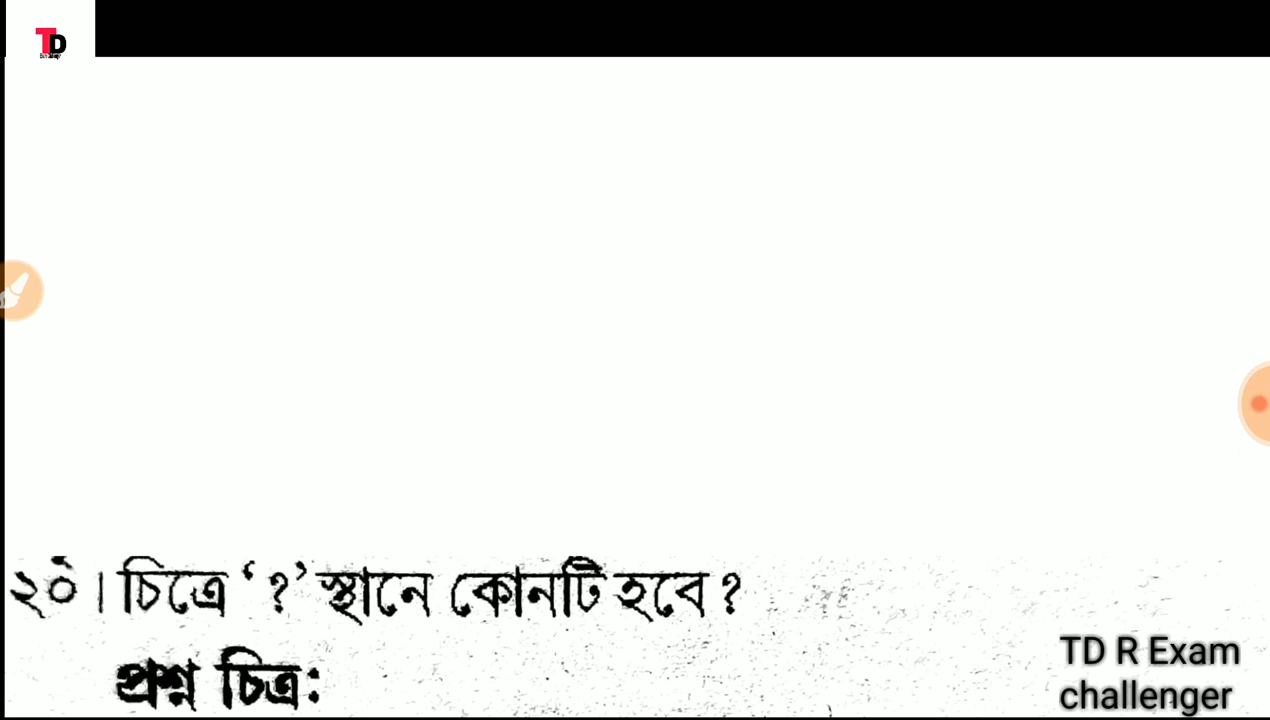 TD
২০। চিত্রে ‘?’ স্থানে কোনটি হবে?
প্রশ্ন চিত্র:
TD R Exam
challenger